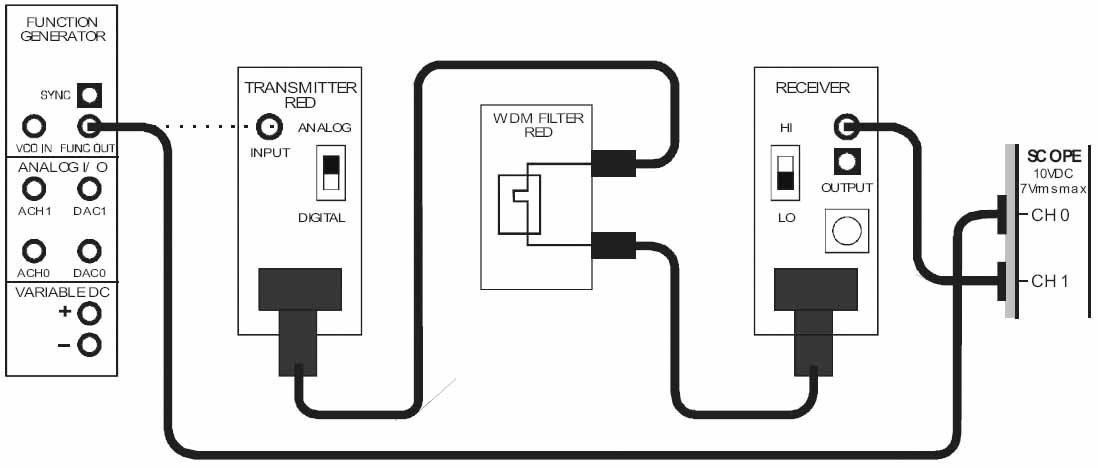 FUNCTION
GENERATOR
SYNC
VCO IN FUNC OUT
ANALOG I/ O
ACH1 DAC1
ACH0 DAC0
VARIABLE DC
+
−
TRANSMITTER
RED
ANALOG
INPUT
DIGITAL
WDM FILTER
RED
RECEIVER
HI
OUTPUT
LO
SCOPE
10VDC
7Vrmsmax
CH 0
CH 1